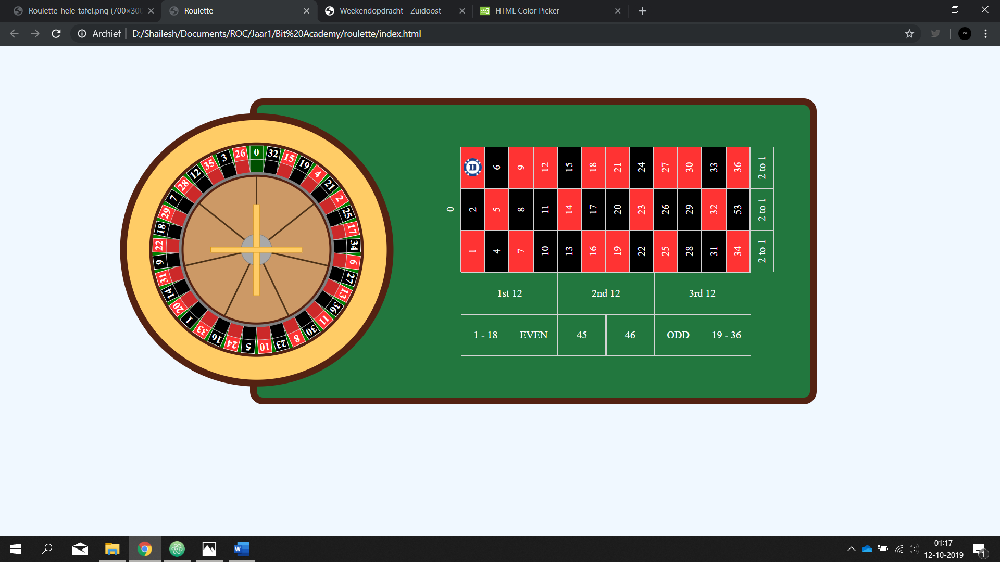 Roulette-hele-tafel.png (700×300
Roulette
Weekendopdracht - Zuidoost
HTML Color Picker
Archief
D:/Shailesh/Documents/ROC/Jaar1/Bit%20Academy/roulette/index.html
0 32 15 19 4 21 2 25 17 34 6 27 13 36 11 30 8 23 10 5 24 16 33 1 20 14 31 9 22 18 29 7 28 12 35 3 26
0
D 6 9 12 15 18 21 24 27 30 33 36 2 to 1
2 5 8 11 14 17 20 23 26 29 32 53 2 to 1
1 4 7 10 13 16 19 22 25 28 31 34 2 to 1
1st 12 2nd 12 3rd 12
1 - 18 EVEN 45 46 ODD 19 - 36
01:17
12-10-2019
1